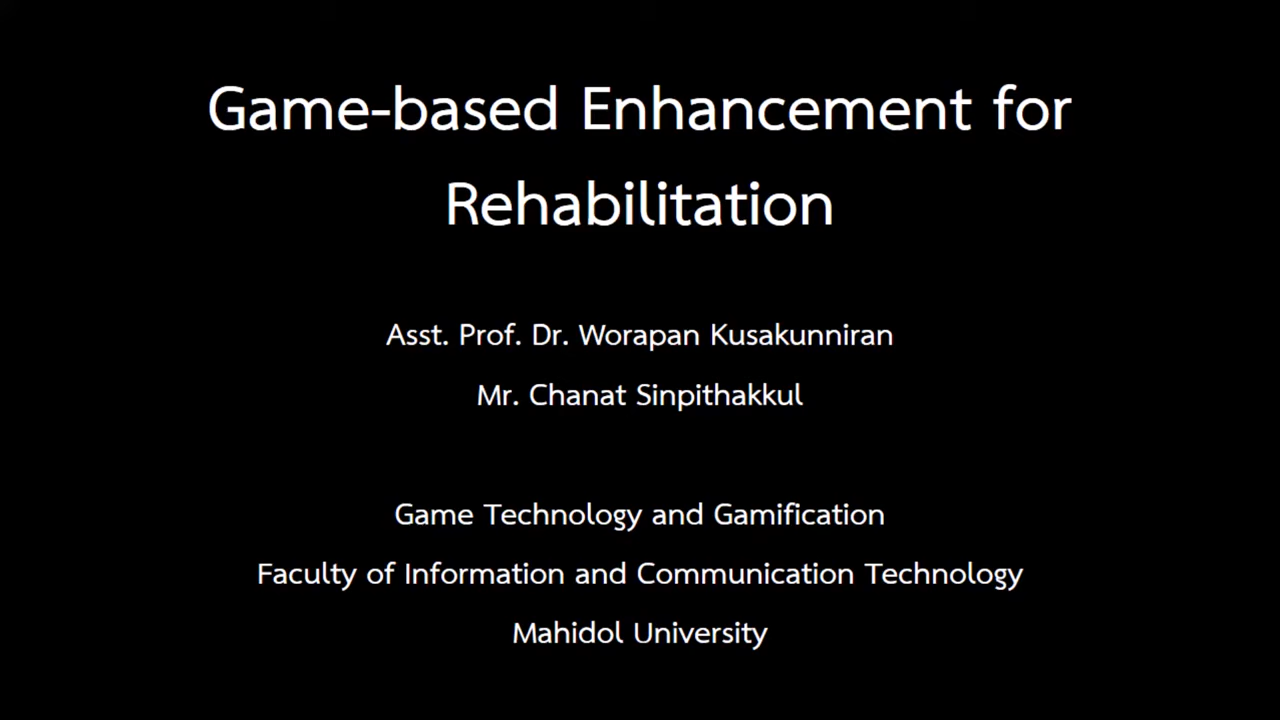 Game-based Enhancement for
Rehabilitation
Asst. Prof. Dr. Worapan Kusakunniran
Mr. Chanat Sinpithakkul
Game Technology and Gamification
Faculty of Information and Communication Technology
Mahidol University